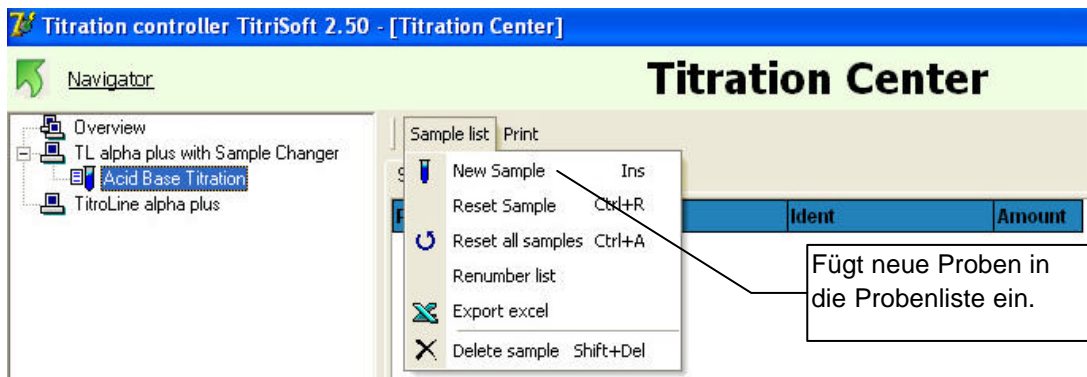 Titration controller TitriSoft 2.50 - [Titration Center]
Navigator
Titration Center
Overview
TL alpha plus with Sample Changer
Acid Base Titration
TitroLine alpha plus
Sample list Print
New Sample Ins
Reset Sample Ctrl+R
Reset all samples Ctrl+A
Renumber list
Export excel
Delete sample Shift+Del
Ident Amount
Fügt neue Proben in
die Probenliste ein.